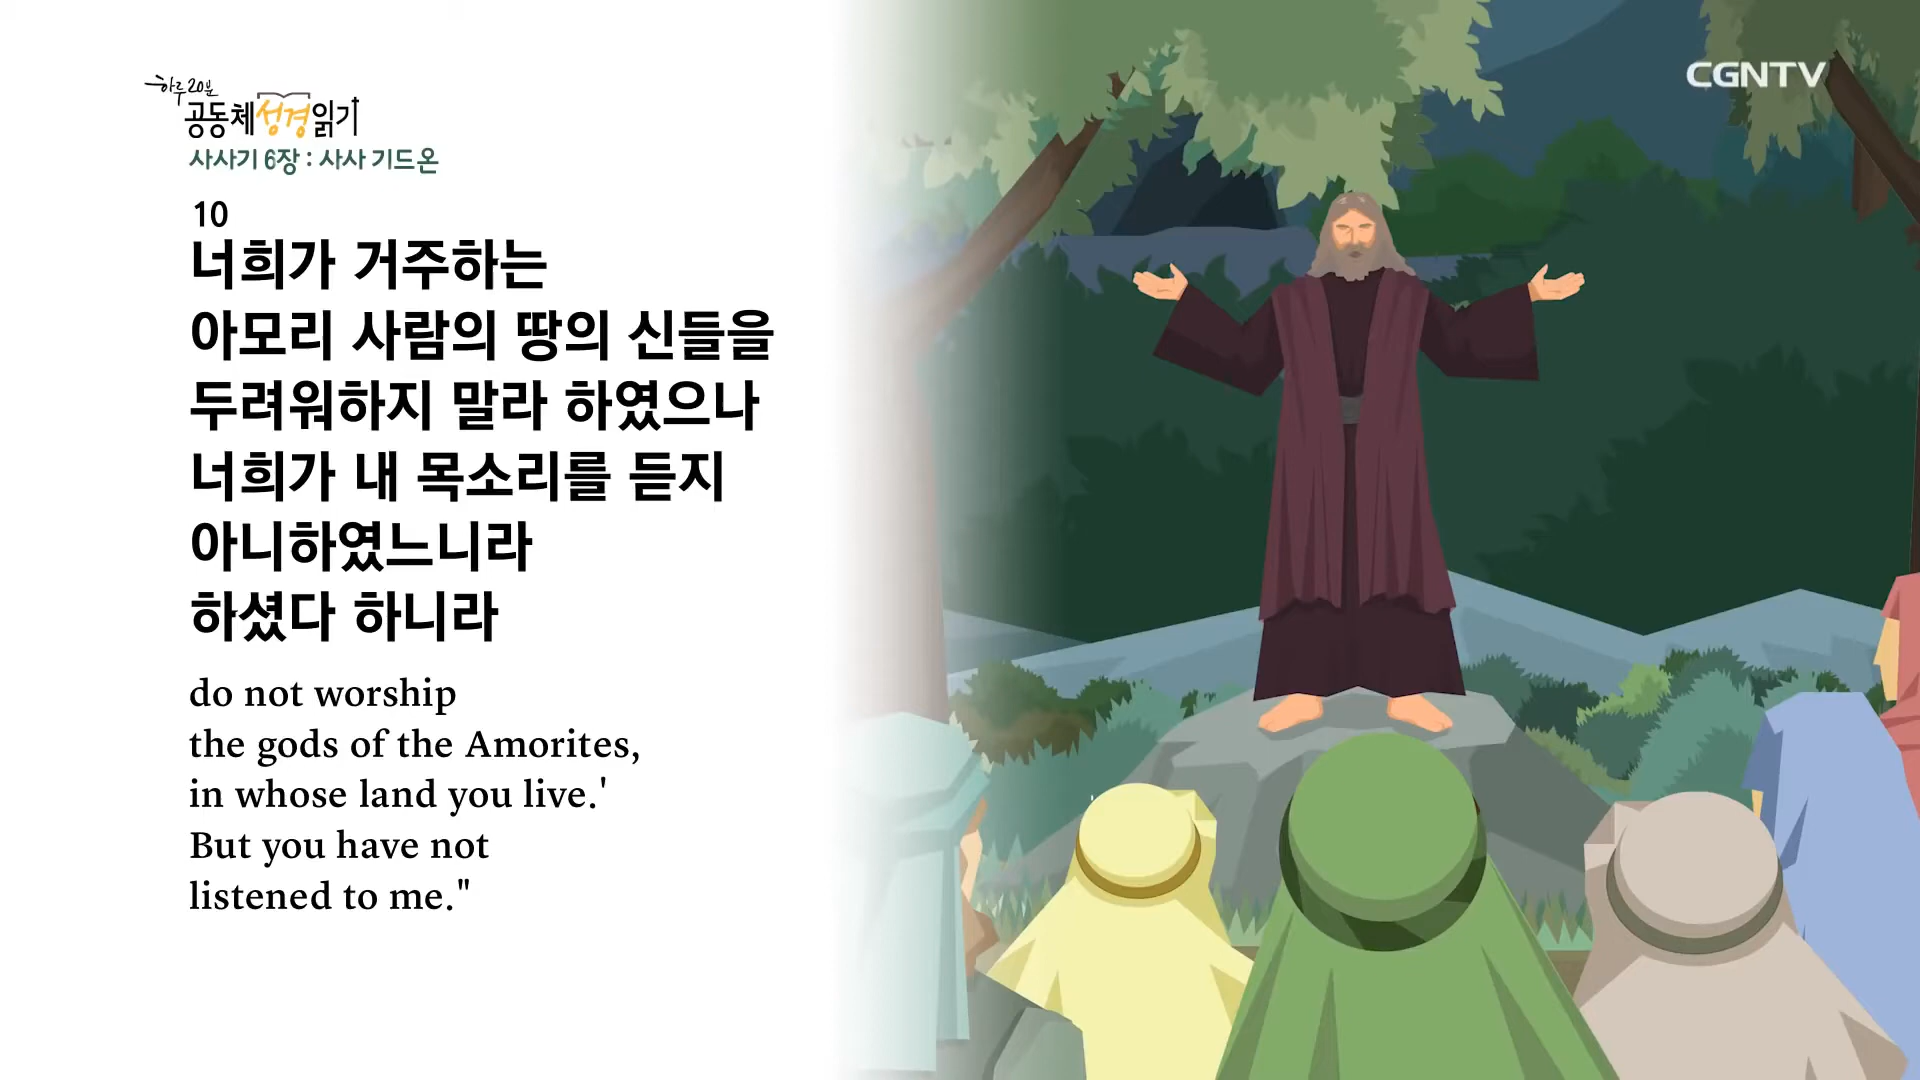 하루 20분
공동체성경읽기
사사기 6장 : 사사 기드온
CGNTV
10
너희가 거주하는
아모리 사람의 땅의 신들을
두려워하지 말라 하였으나
너희가 내 목소리를 듣지
아니하였느니라
하셨다 하니라
do not worship
the gods of the Amorites,
in whose land you live.'
But you have not
listened to me."